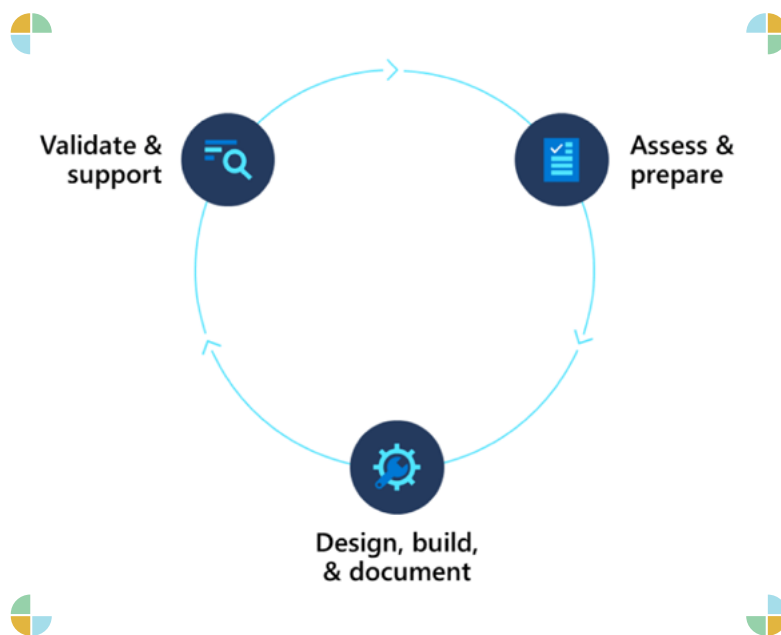 Validate &
support
Assess &
prepare
Design, build,
& document